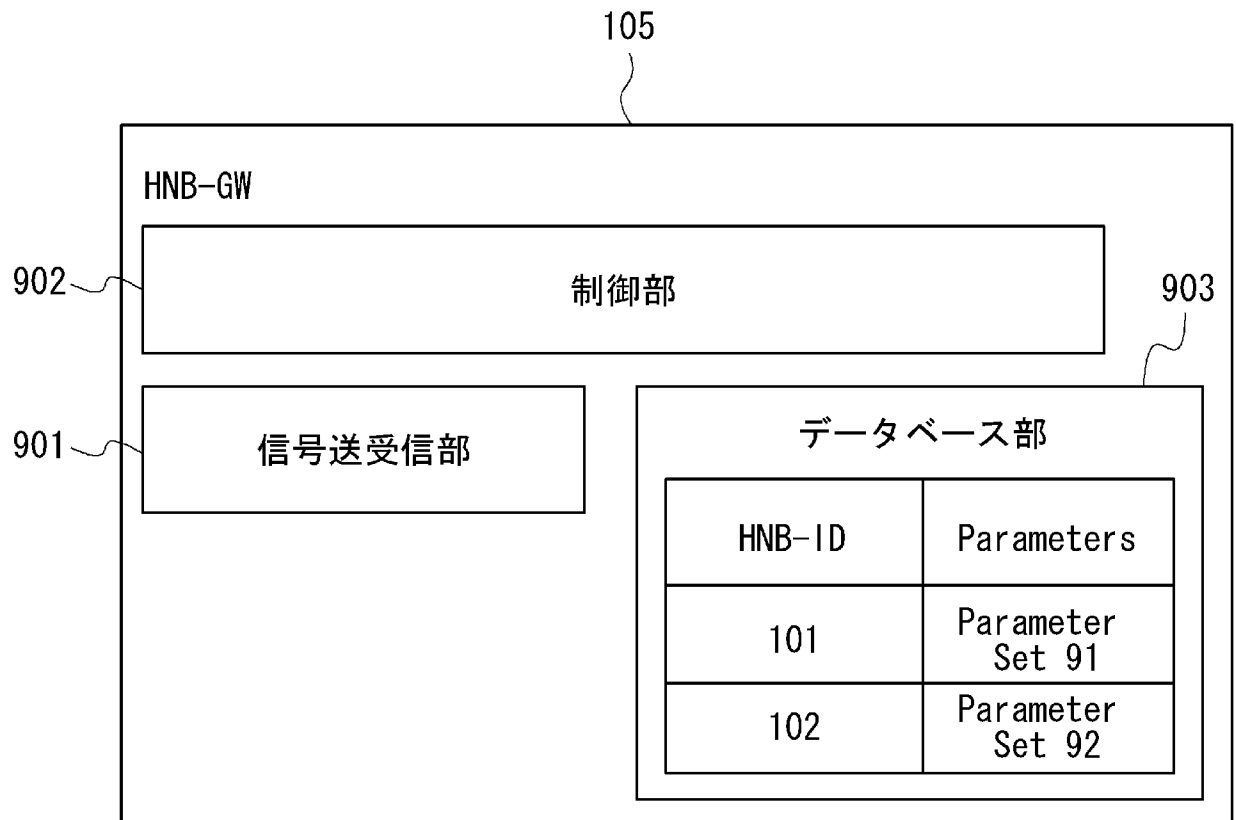 105
HNB-GW
902
制御部
903
901
信号送受信部
データベース部
HNB-ID
Parameters
101
Parameter
Set 91
102
Parameter
Set 92